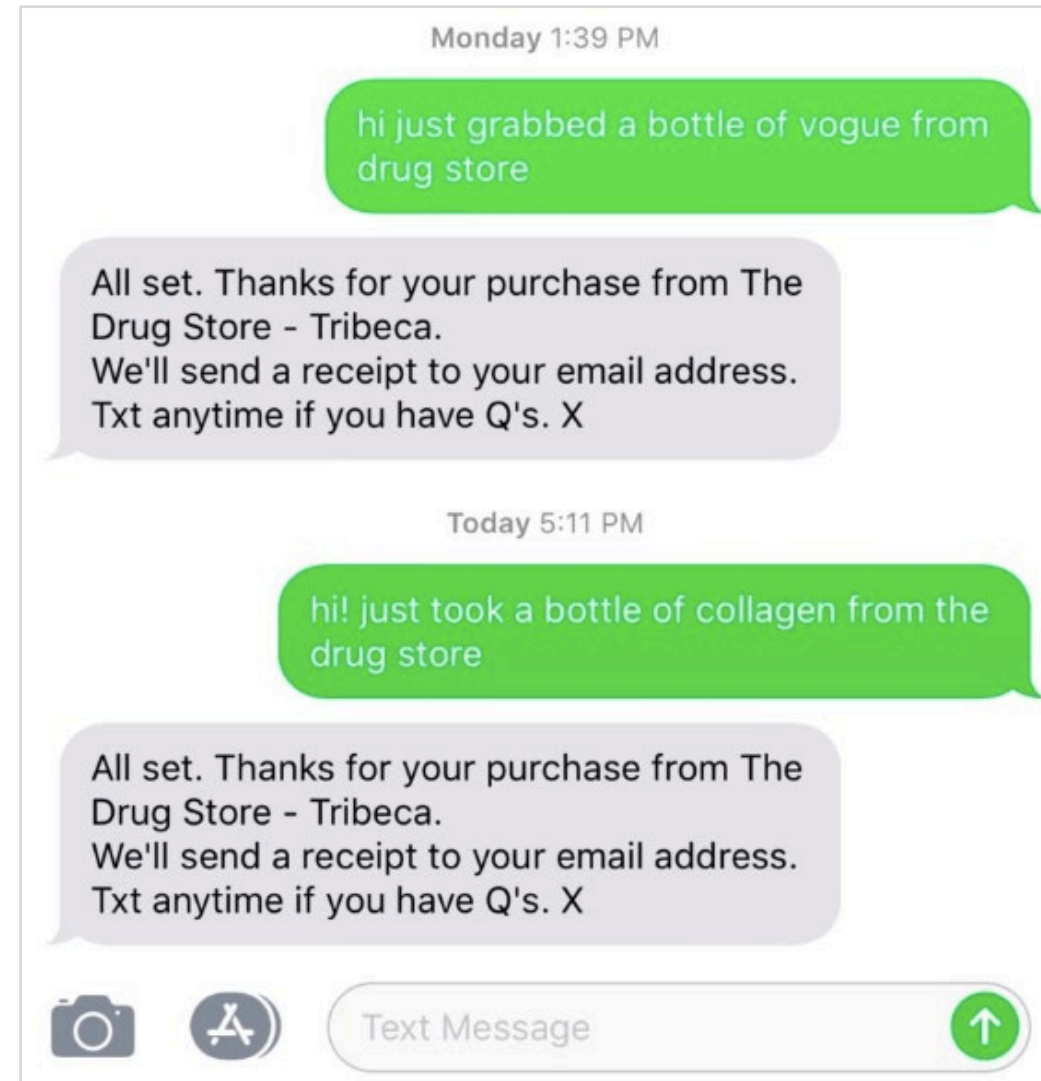 Monday 1:39 PM
hi just grabbed a bottle of vogue from
drug store
All set. Thanks for your purchase from The
Drug Store - Tribeca.
We'll send a receipt to your email address.
Txt anytime if you have Q's. X
Today 5:11 PM
hi! just took a bottle of collagen from the
drug store
All set. Thanks for your purchase from The
Drug Store - Tribeca.
We'll send a receipt to your email address.
Txt anytime if you have Q's. X
Text Message